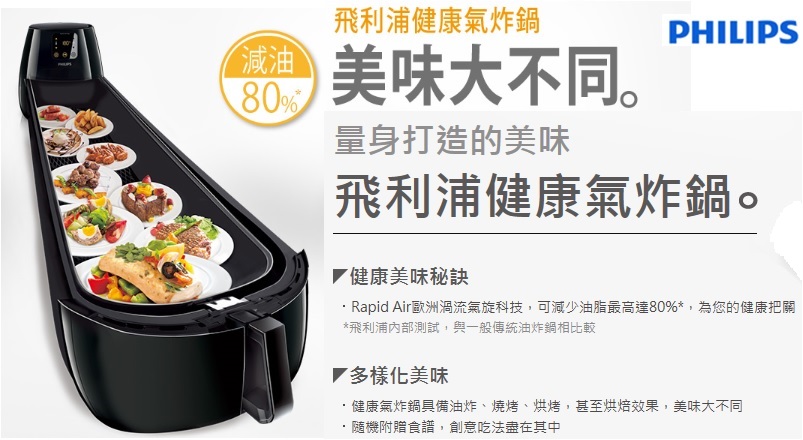 飛利浦健康氣炸鍋
PHILIPS
減油
80%*
美味大不同。
量身打造的美味
飛利浦健康氣炸鍋。
健康美味秘訣
·Rapid Air歐洲渦流氣旋科技，可減少油脂最高達80%*，為您的健康把關
*飛利浦內部測試，與一般傳統油炸鍋相比較
多樣化美味
·健康氣炸鍋具備油炸、燒烤、烘烤，甚至烘焙效果，美味大不同
·隨機附贈食譜，創意吃法盡在其中
PHILIPS